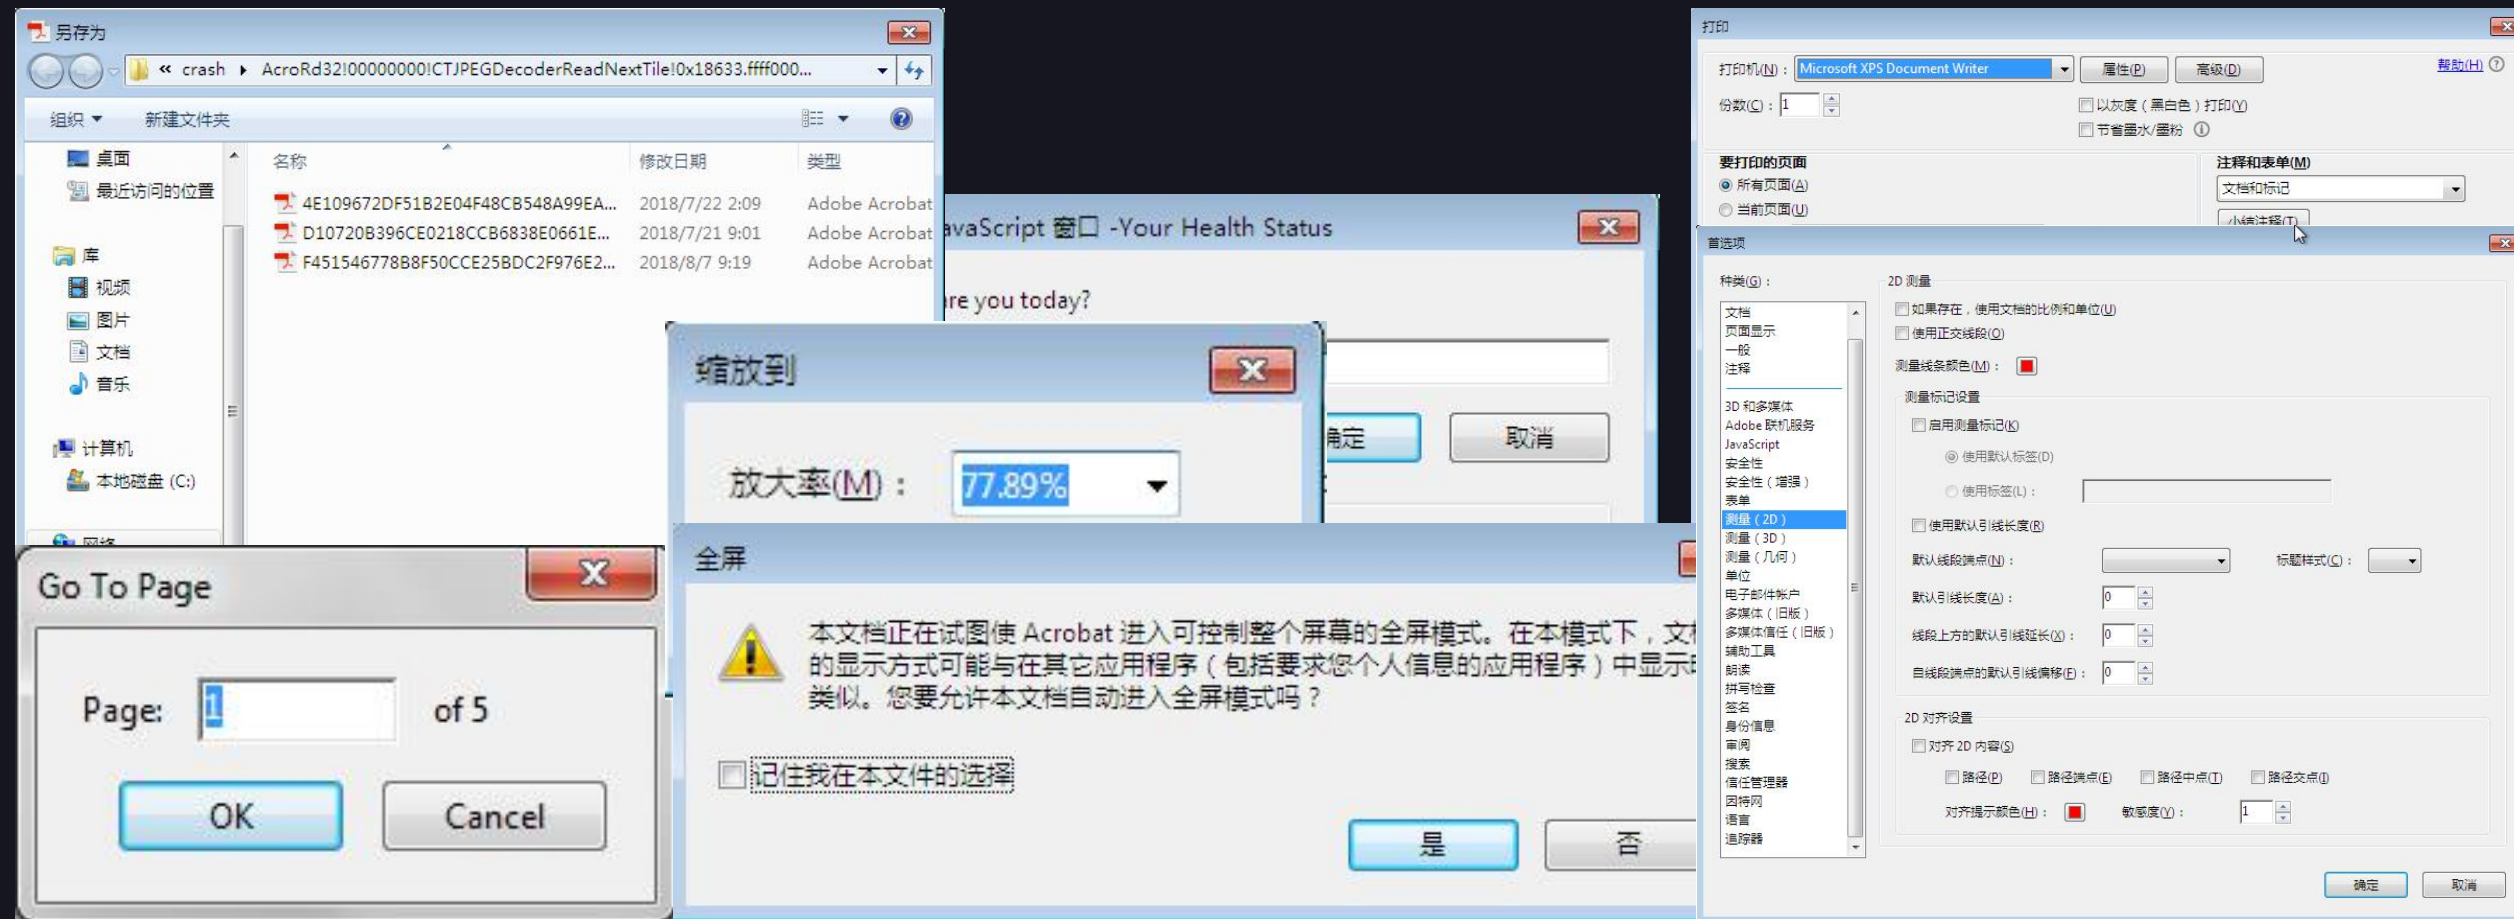 另存为
« crash ▸ AcroRd32!00000000!CTJPEGDecoderReadNextTile!0x18633.ffff000...
组织 新建文件夹
桌面
最近访问的位置
库
视频
图片
文档
音乐
计算机
本地磁盘 (C:)
网络
名称 修改日期 类型
4E109672DF51B2E04F48CB548A99EA... 2018/7/22 2:09 Adobe Acrobat
D10720B396CE0218CCB6838E0661E... 2018/7/21 9:01 Adobe Acrobat
F451546778B8F50CCE25BDC2F976E2... 2018/8/7 9:19 Adobe Acrobat
avaScript 窗口 -Your Health Status
re you today?
确定 取消
缩放到
放大率(M)： 77.89%
Go To Page
Page: 1 of 5
OK Cancel
全屏
本文档正在试图使 Acrobat 进入可控制整个屏幕的全屏模式。在本模式下，文
的显示方式可能与在其它应用程序（包括要求您个人信息的应用程序）中显示
类似。您要允许本文档自动进入全屏模式吗？
记住我在本文件的选择
是 否
打印
打印机(N)： Microsoft XPS Document Writer 属性(P) 高级(D) 帮助(H)
份数(C)： 1 以灰度（黑白色）打印(Y)
节省墨水/墨粉
要打印的页面
所有页面(A)
当前页面(U)
注释和表单(M)
文档和标记
小结注释(T)
首选项
种类(G)：
文档
页面显示
一般
注释
3D 和多媒体
Adobe 联机服务
JavaScript
安全性
安全性（增强）
表单
测量（2D）
测量（3D）
测量（几何）
单位
电子邮件帐户
多媒体（旧版）
多媒体信任（旧版）
辅助工具
朗读
拼写检查
签名
身份信息
审阅
搜索
信任管理器
因特网
语言
追踪器
2D 测量
如果存在，使用文档的比例和单位(U)
使用正交线段(O)
测量线条颜色(M)：
测量标记设置
启用测量标记(K)
使用默认标签(D)
使用标签(L)：
使用默认引线长度(R)
默认线段端点(N)： 标题样式(C)：
默认引线长度(A)： 0
线段上方的默认引线延长(X)： 0
自线段端点的默认引线偏移(F)： 0
2D 对齐设置
对齐 2D 内容(S)
路径(P) 路径端点(E) 路径中点(T) 路径交点(I)
对齐提示颜色(H)： 敏感度(Y)： 1
确定 取消